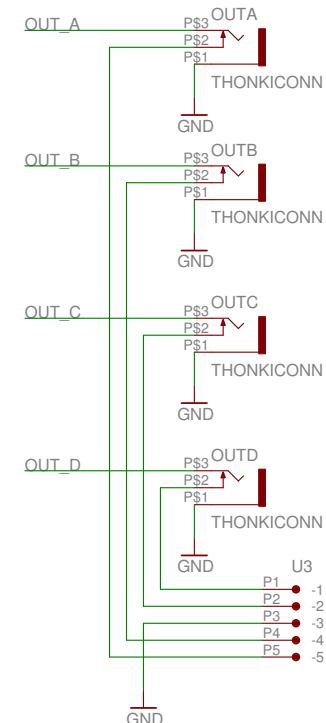 OUTA
OUT_A P$3
P$2
P$1
THONKICONN
GND
OUTB
OUT_B P$3
P$2
P$1
THONKICONN
GND
OUTC
OUT_C P$3
P$2
P$1
THONKICONN
GND
OUTD
OUT_D P$3
P$2
P$1
THONKICONN
GND
U3
P1 -1
P2 -2
P3 -3
P4 -4
P5 -5
GND